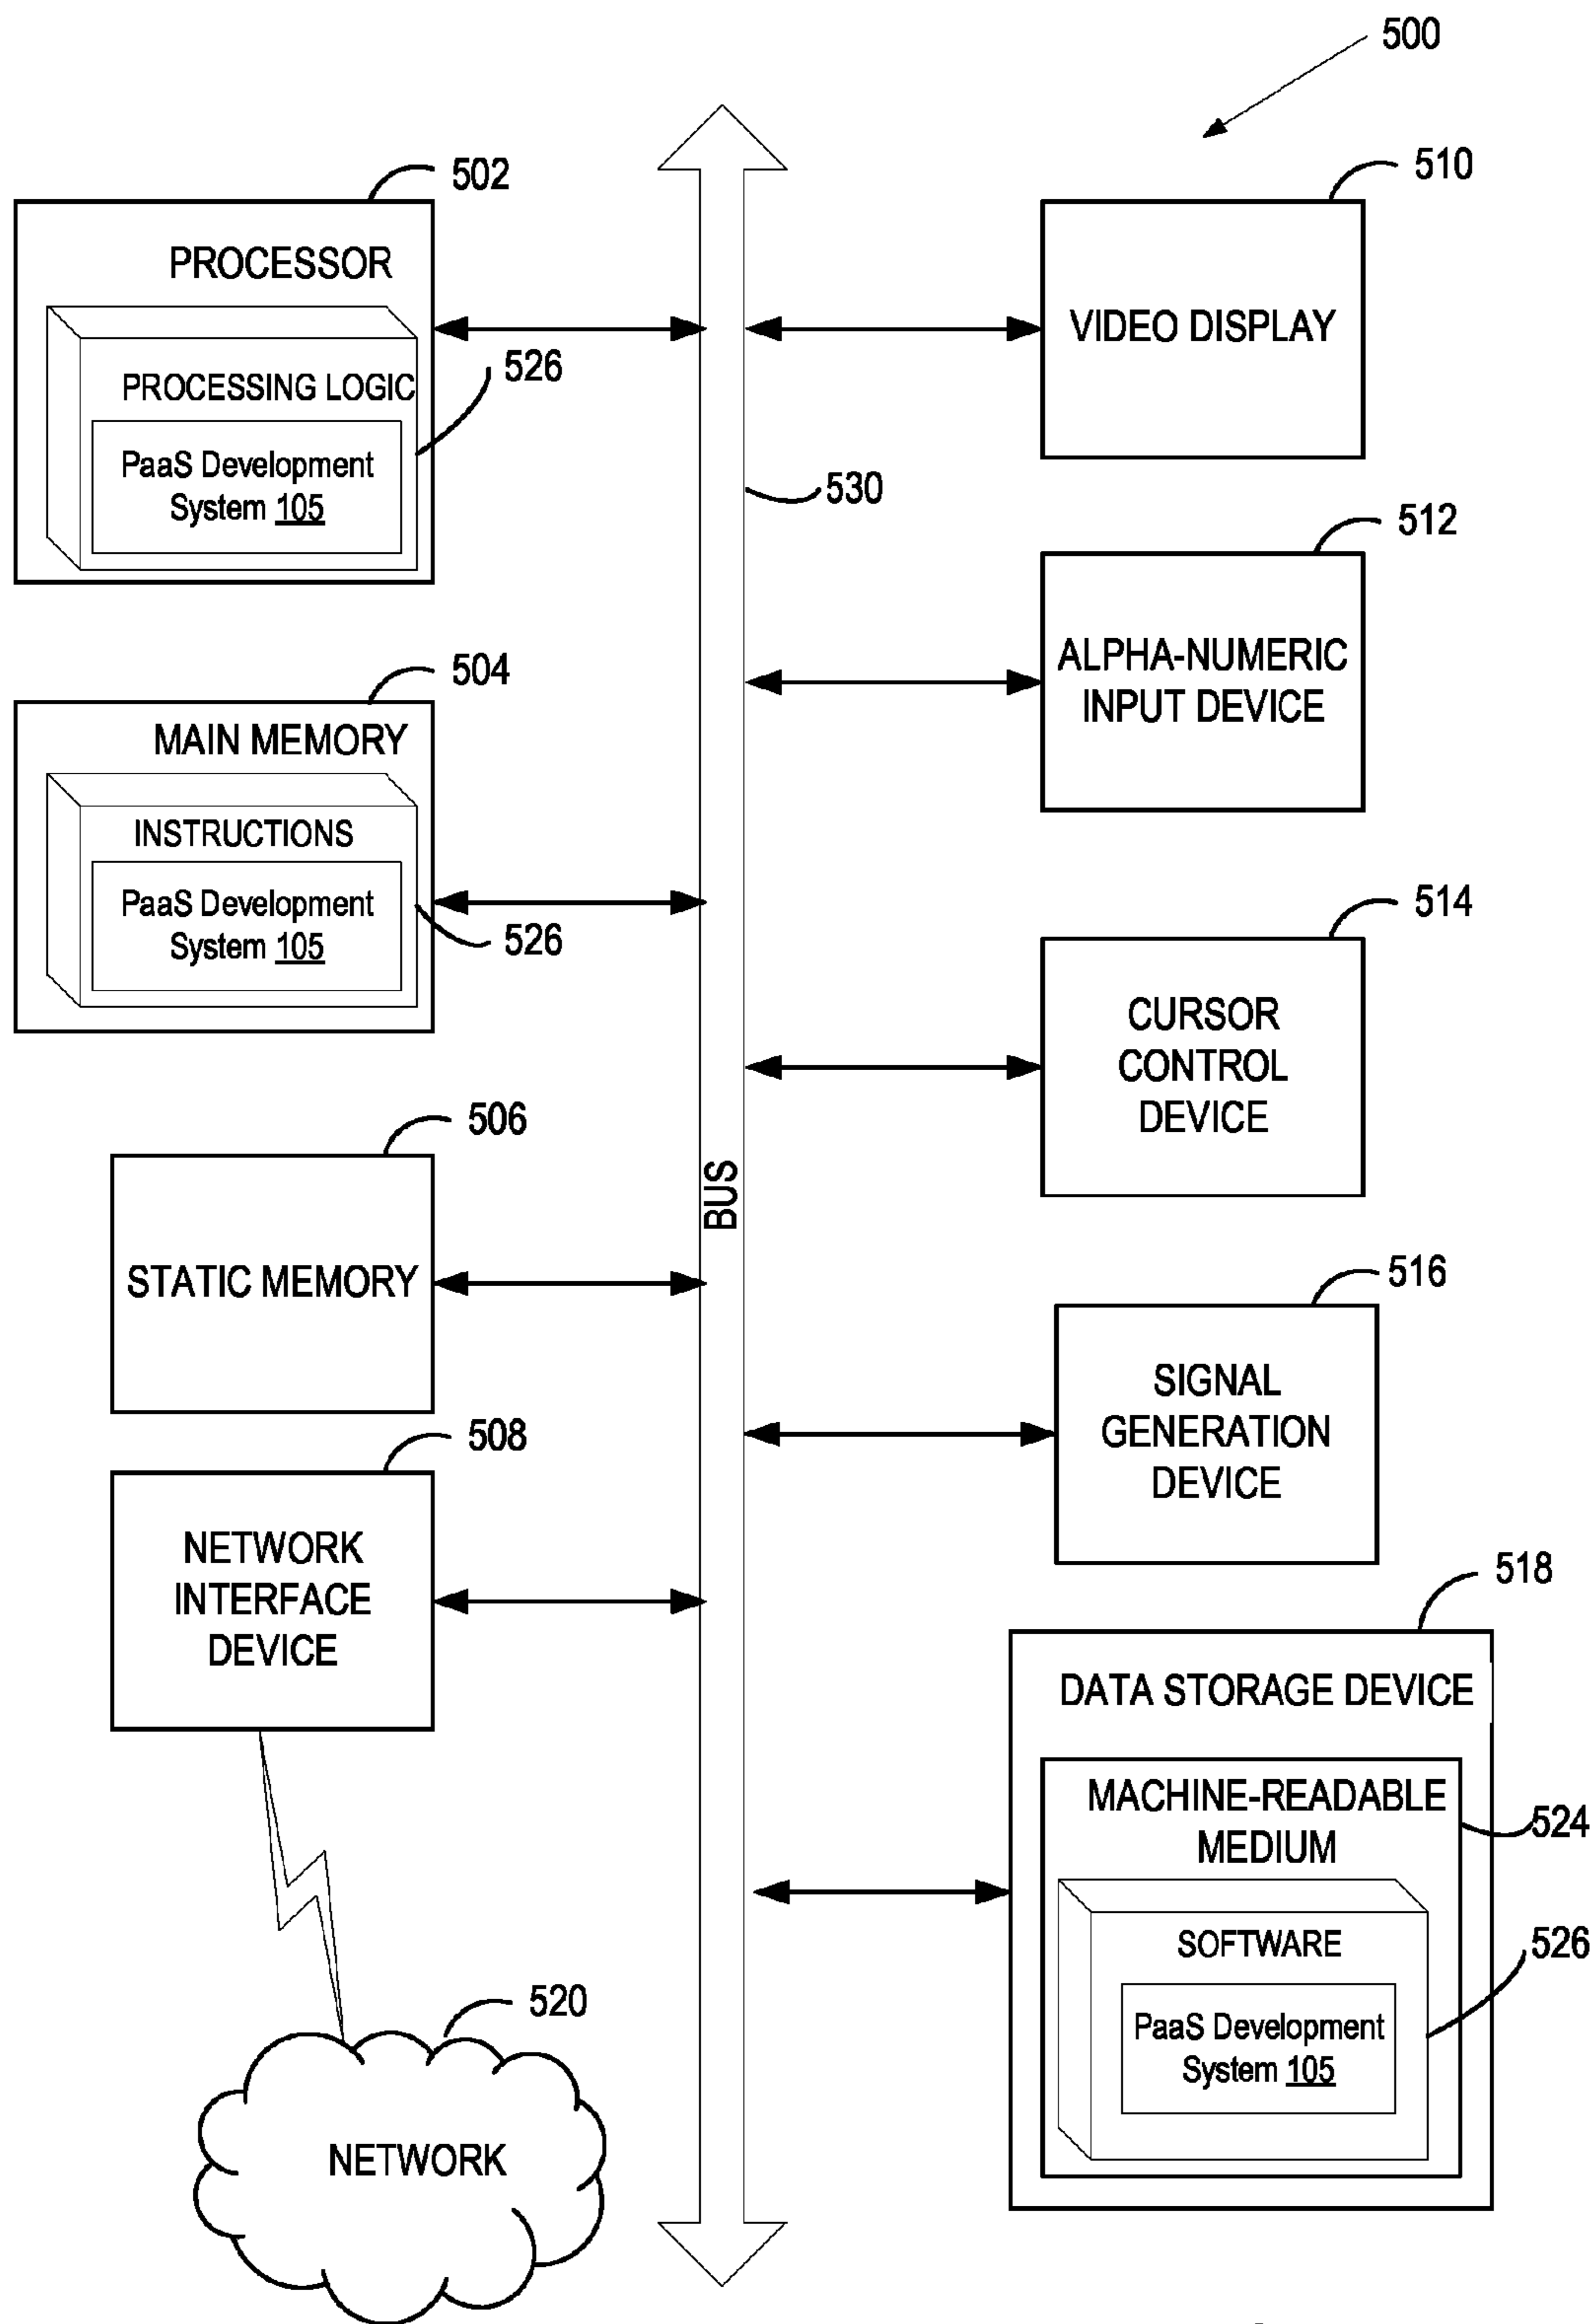 500
502
PROCESSOR
PROCESSING LOGIC
526
PaaS Development
System 105
510
VIDEO DISPLAY
530
512
ALPHA-NUMERIC
INPUT DEVICE
504
MAIN MEMORY
INSTRUCTIONS
PaaS Development
System 105
526
514
CURSOR
CONTROL
DEVICE
506
STATIC MEMORY
BUS
516
SIGNAL
GENERATION
DEVICE
508
NETWORK
INTERFACE
DEVICE
518
DATA STORAGE DEVICE
MACHINE-READABLE
MEDIUM
524
SOFTWARE
526
PaaS Development
System 105
520
NETWORK